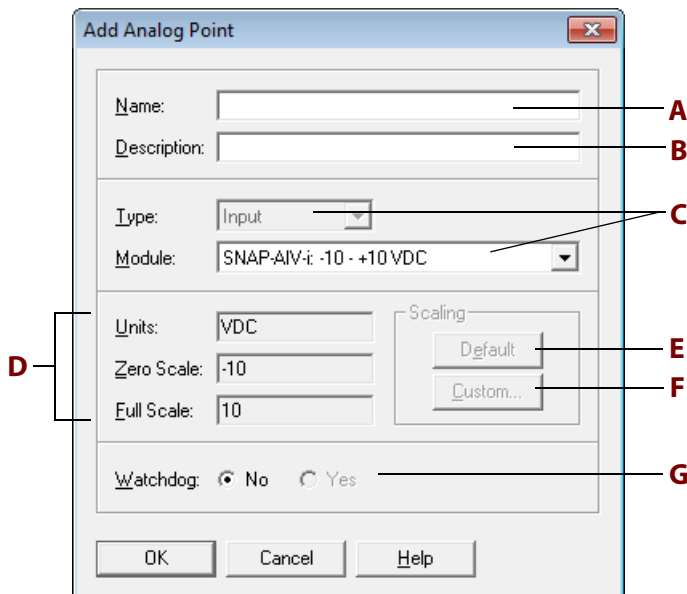 Add Analog Point
Name: A
Description: B
Type: Input C
Module: SNAP-AIV-i: -10 - +10 VDC
D
Units: VDC
Zero Scale: -10
Full Scale: 10
Scaling
Default E
Custom... F
Watchdog: No Yes G
OK Cancel Help